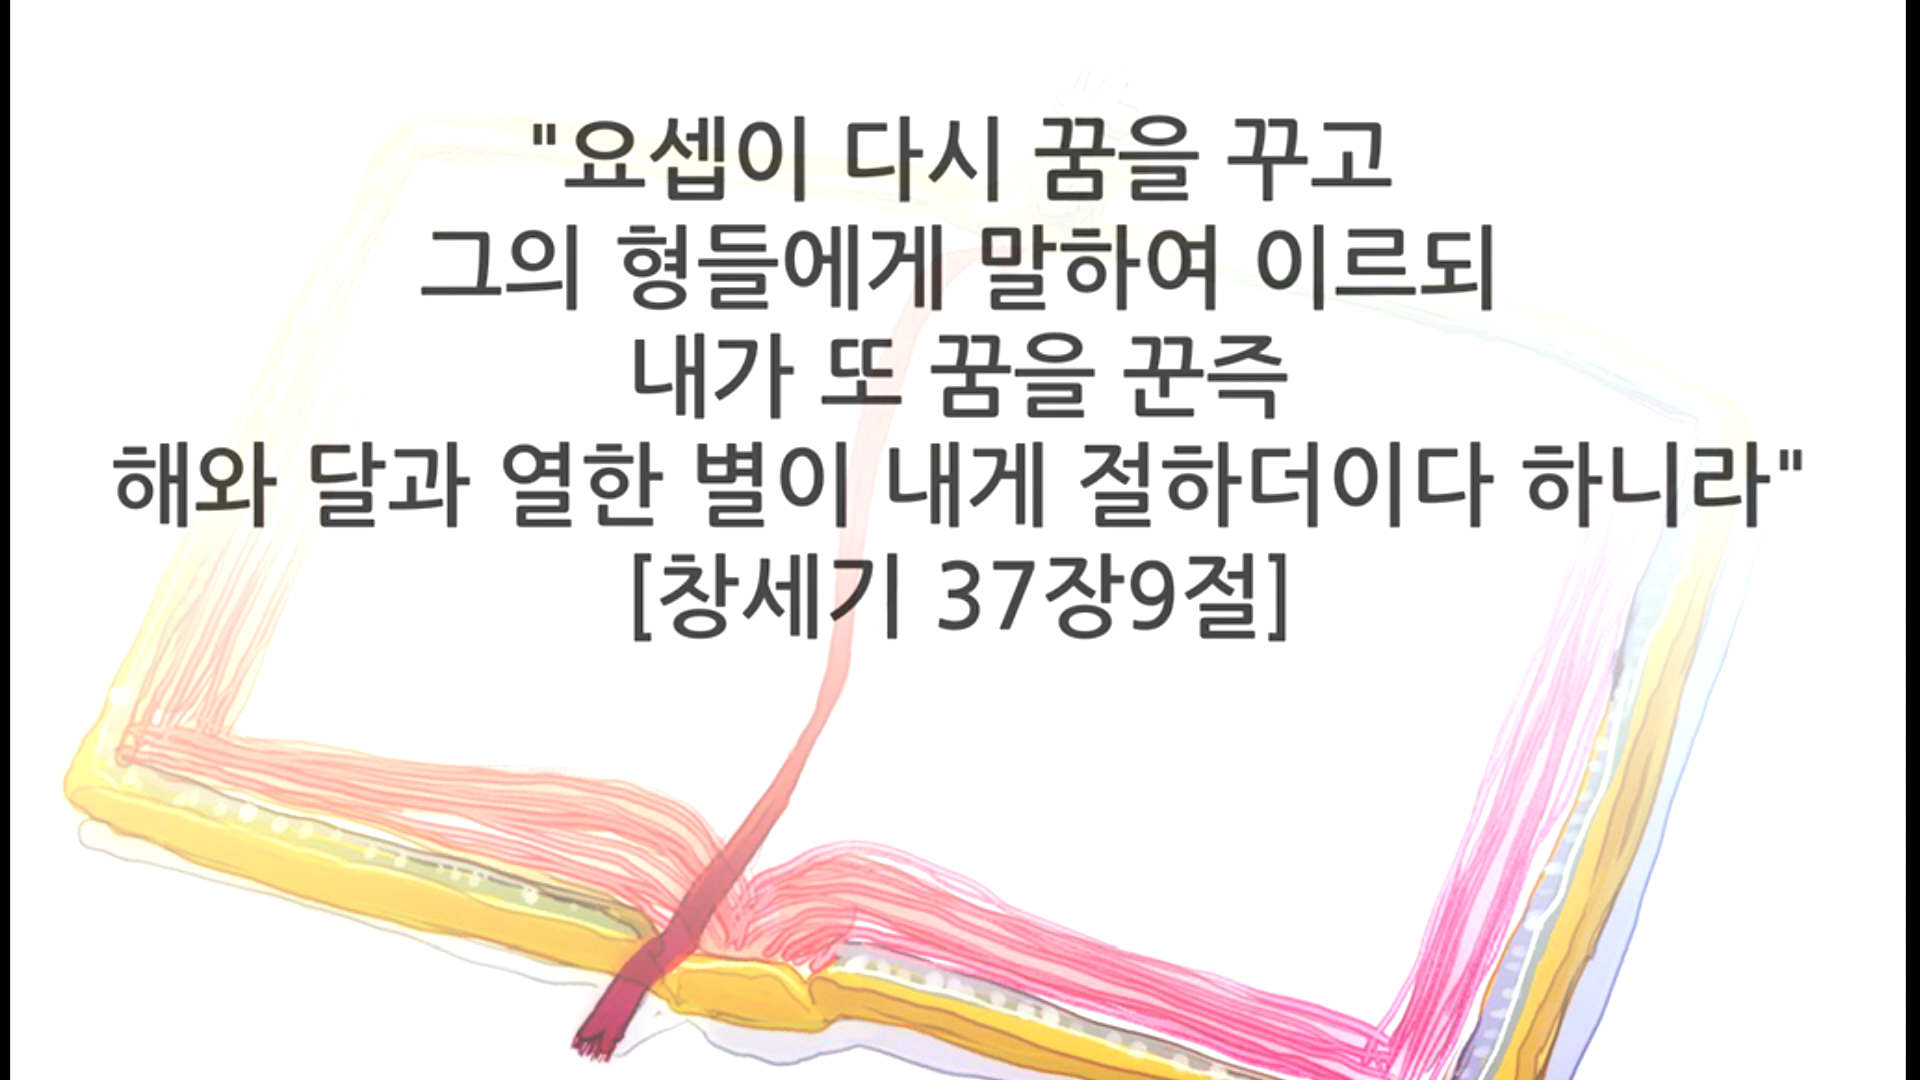 "요셉이 다시 꿈을 꾸고
그의 형들에게 말하여 이르되
내가 또 꿈을 꾼즉
해와 달과 열한 별이 내게 절하더이다 하니라"
[창세기 37장9절]